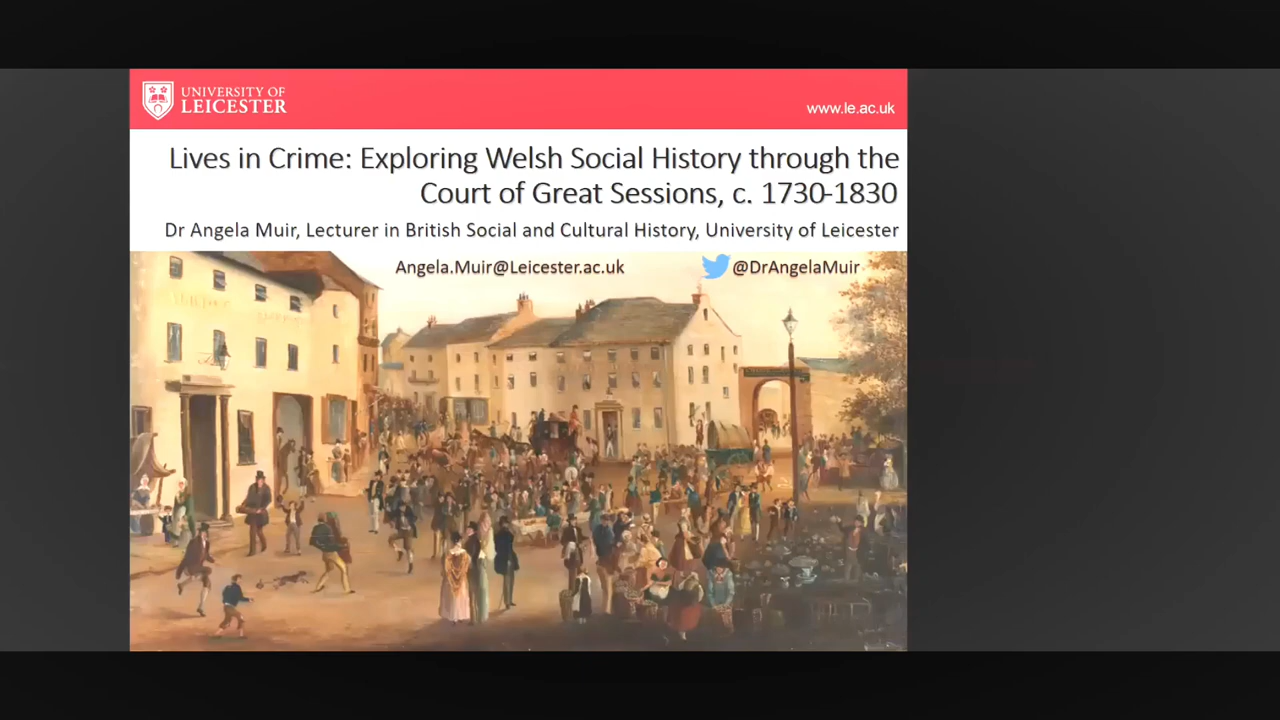 UNIVERSITY OF
LEICESTER
www.le.ac.uk
Lives in Crime: Exploring Welsh Social History through the
Court of Great Sessions, c. 1730-1830
Dr Angela Muir, Lecturer in British Social and Cultural History, University of Leicester
Angela.Muir@Leicester.ac.uk
@DrAngelaMuir